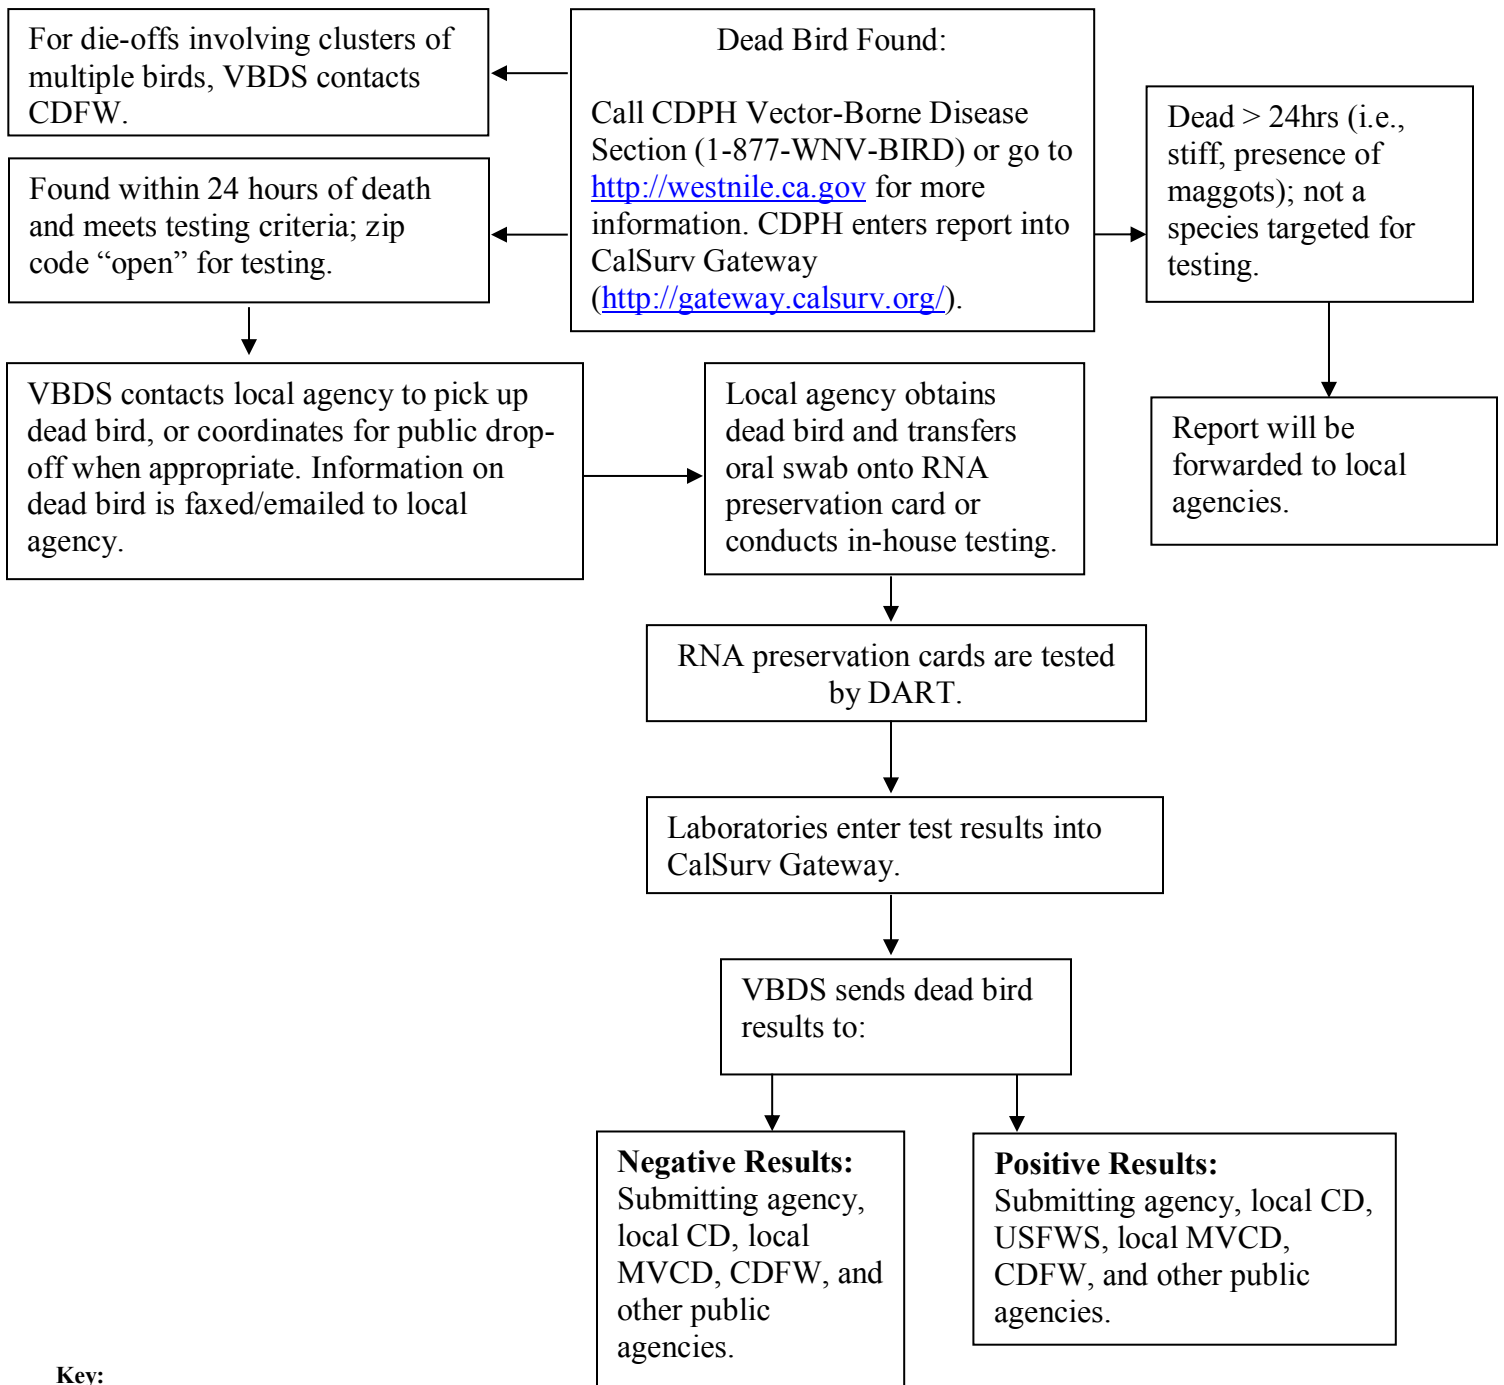 For die-offs involving clusters of
multiple birds, VBDS contacts
CDFW.
Dead Bird Found:
Call CDPH Vector-Borne Disease
Section (1-877-WNV-BIRD) or go to
http://westnile.ca.gov for more
information. CDPH enters report into
CalSurv Gateway
(http://gateway.calsurv.org/).
Dead > 24hrs (i.e.,
stiff, presence of
maggots); not a
species targeted for
testing.
Found within 24 hours of death
and meets testing criteria; zip
code “open” for testing.
VBDS contacts local agency to pick up
dead bird, or coordinates for public drop-
off when appropriate. Information on
dead bird is faxed/emailed to local
agency.
Local agency obtains
dead bird and transfers
oral swab onto RNA
preservation card or
conducts in-house testing.
Report will be
forwarded to local
agencies.
RNA preservation cards are tested
by DART.
Laboratories enter test results into
CalSurv Gateway.
VBDS sends dead bird
results to:
Negative Results:
Submitting agency,
local CD, local
MVCD, CDFW, and
other public
agencies.
Positive Results:
Submitting agency, local CD,
USFWS, local MVCD,
CDFW, and other public
agencies.
Key: